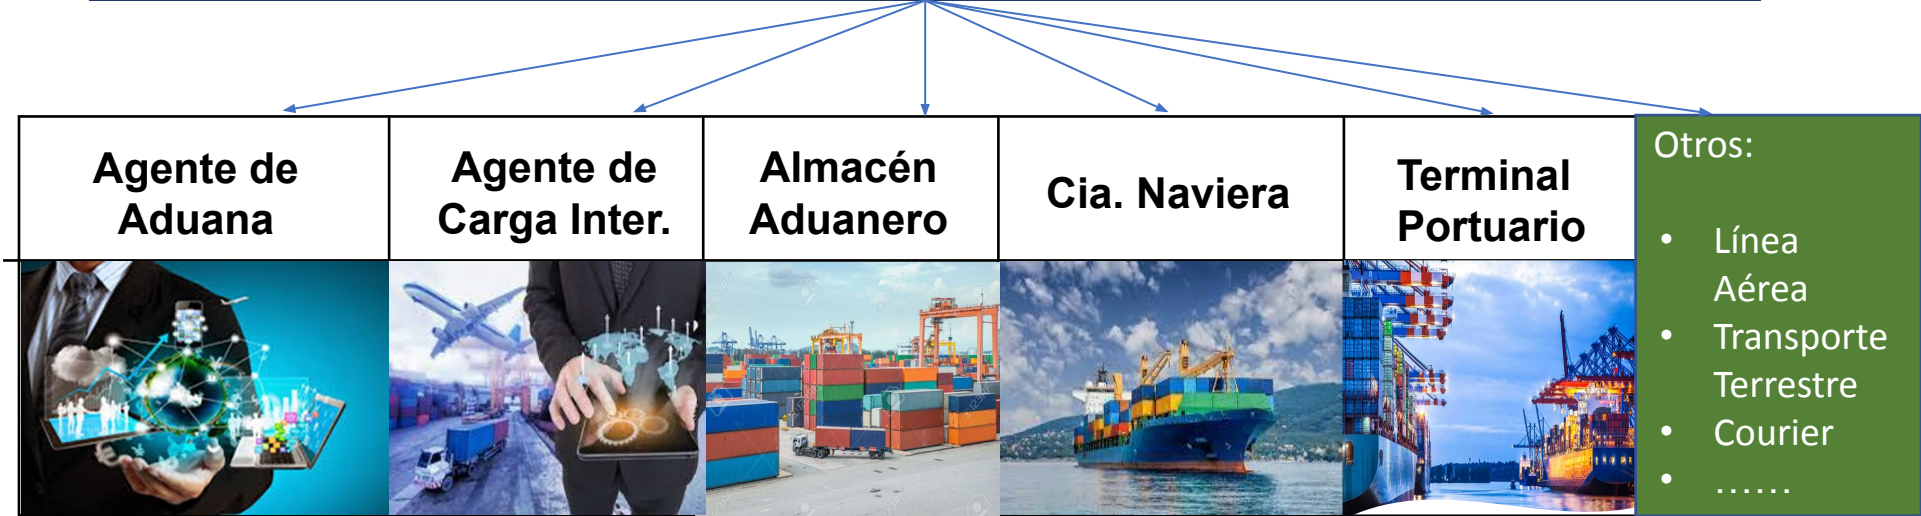 Agente de
Aduana
Agente de
Carga Inter.
Almacén
Aduanero
Cia. Naviera
Terminal
Portuario
Otros:
• Línea
Aérea
• Transporte
Terrestre
• Courier
• ......